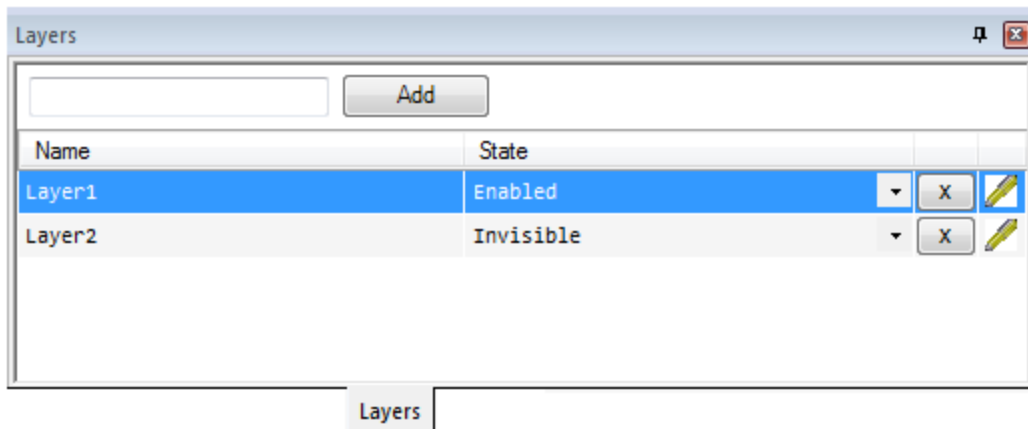 Layers
Add
Name State
Layer1 Enabled x
Layer2 Invisible x
Layers